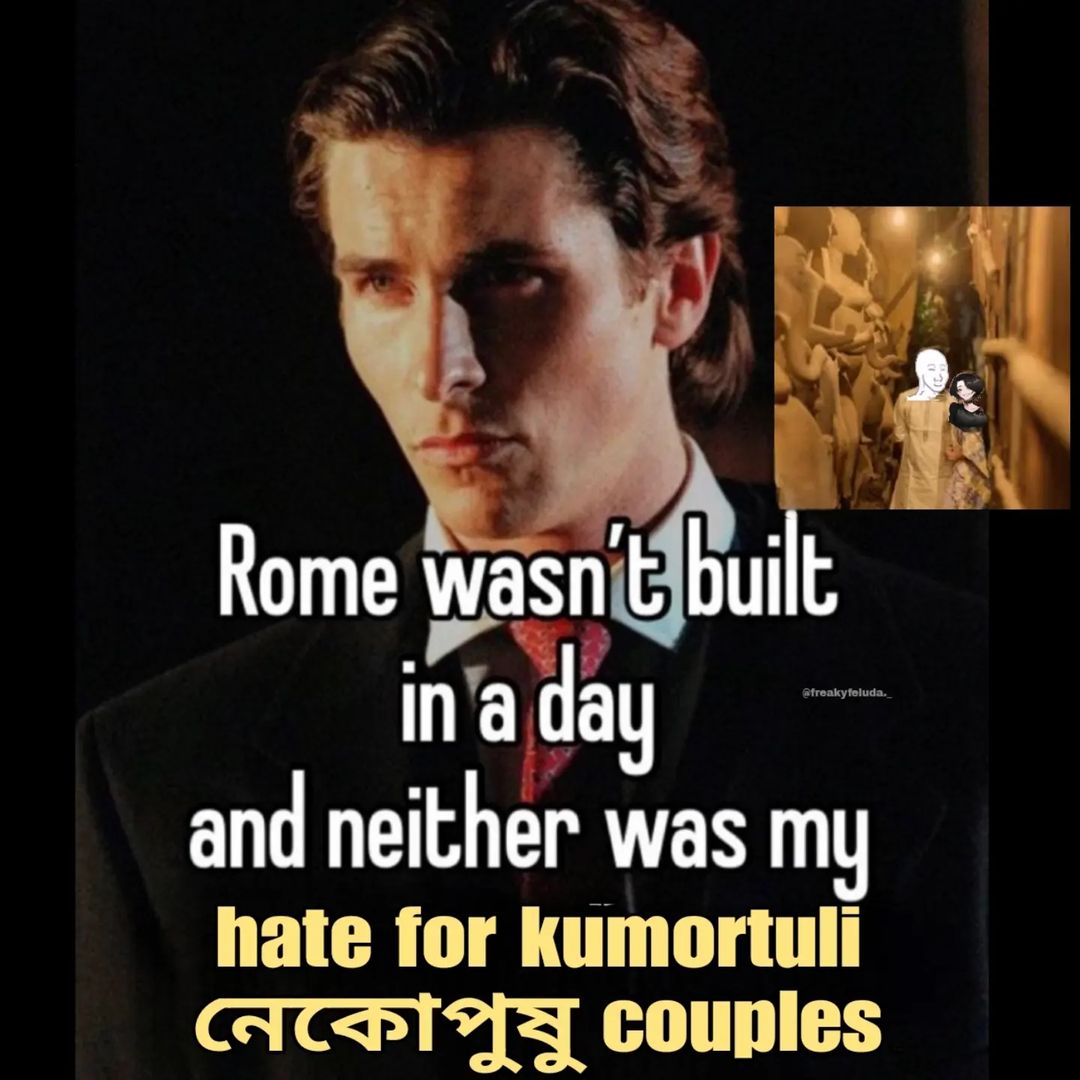 Rome wasn't built
in a day
@freakyfeluda._
and neither was my
hate for kumortuli
নেকোপুষু couples